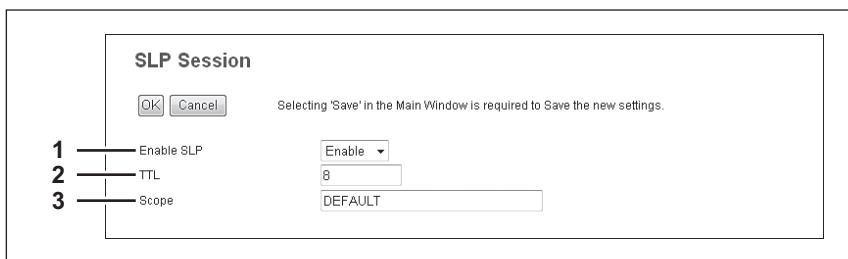 SLP Session
OK Cancel Selecting 'Save' in the Main Window is required to Save the new settings.
1 Enable SLP Enable
2 TTL 8
3 Scope DEFAULT